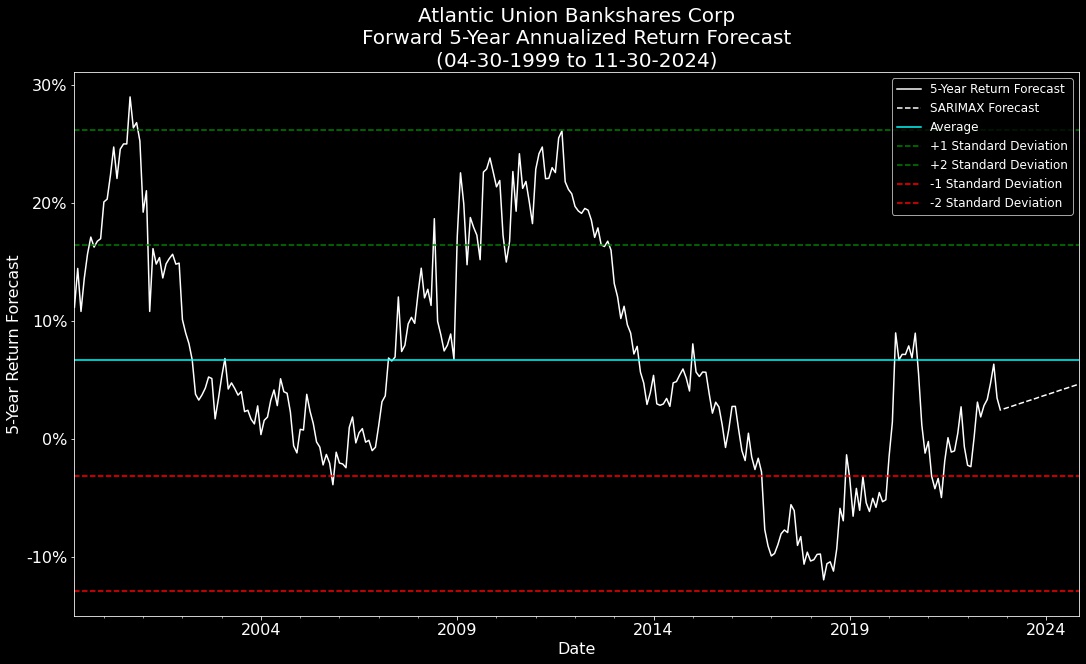 Atlantic Union Bankshares Corp
Forward 5-Year Annualized Return Forecast
(04-30-1999 to 11-30-2024)
5-Year Return Forecast
30%
20%
10%
0%
-10%
5-Year Return Forecast
SARIMAX Forecast
Average
+1 Standard Deviation
+2 Standard Deviation
-1 Standard Deviation
-2 Standard Deviation
2004
2009
2014
2019
2024
Date